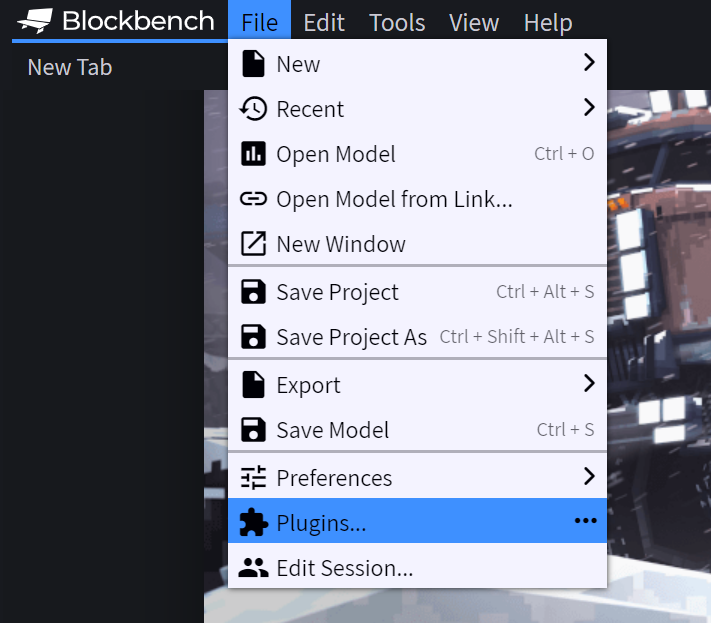 Blockbench File Edit Tools View Help
New Tab
New
Recent
Open Model Ctrl + O
Open Model from Link...
New Window
Save Project Ctrl + Alt + S
Save Project As Ctrl + Shift + Alt + S
Export
Save Model Ctrl + S
Preferences
Plugins... •••
Edit Session...